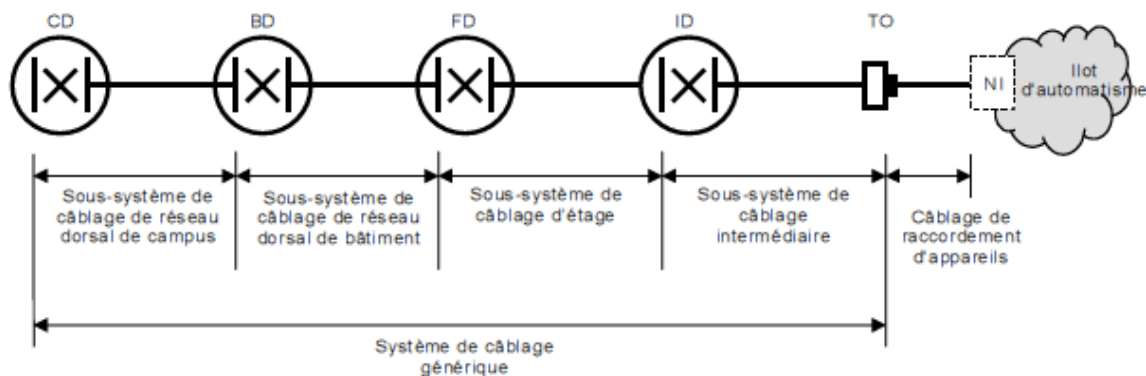 CD BD FD ID TO
NI
Ilot
d'automatisme
Sous-système de
câblage de réseau
dorsal de campus
Sous-système de
câblage de réseau
dorsal de bâtiment
Sous-système de
câblage d'étage
Sous-système de
câblage
intermédiaire
Câblage de
raccordement
d'appareils
Système de câblage
générique